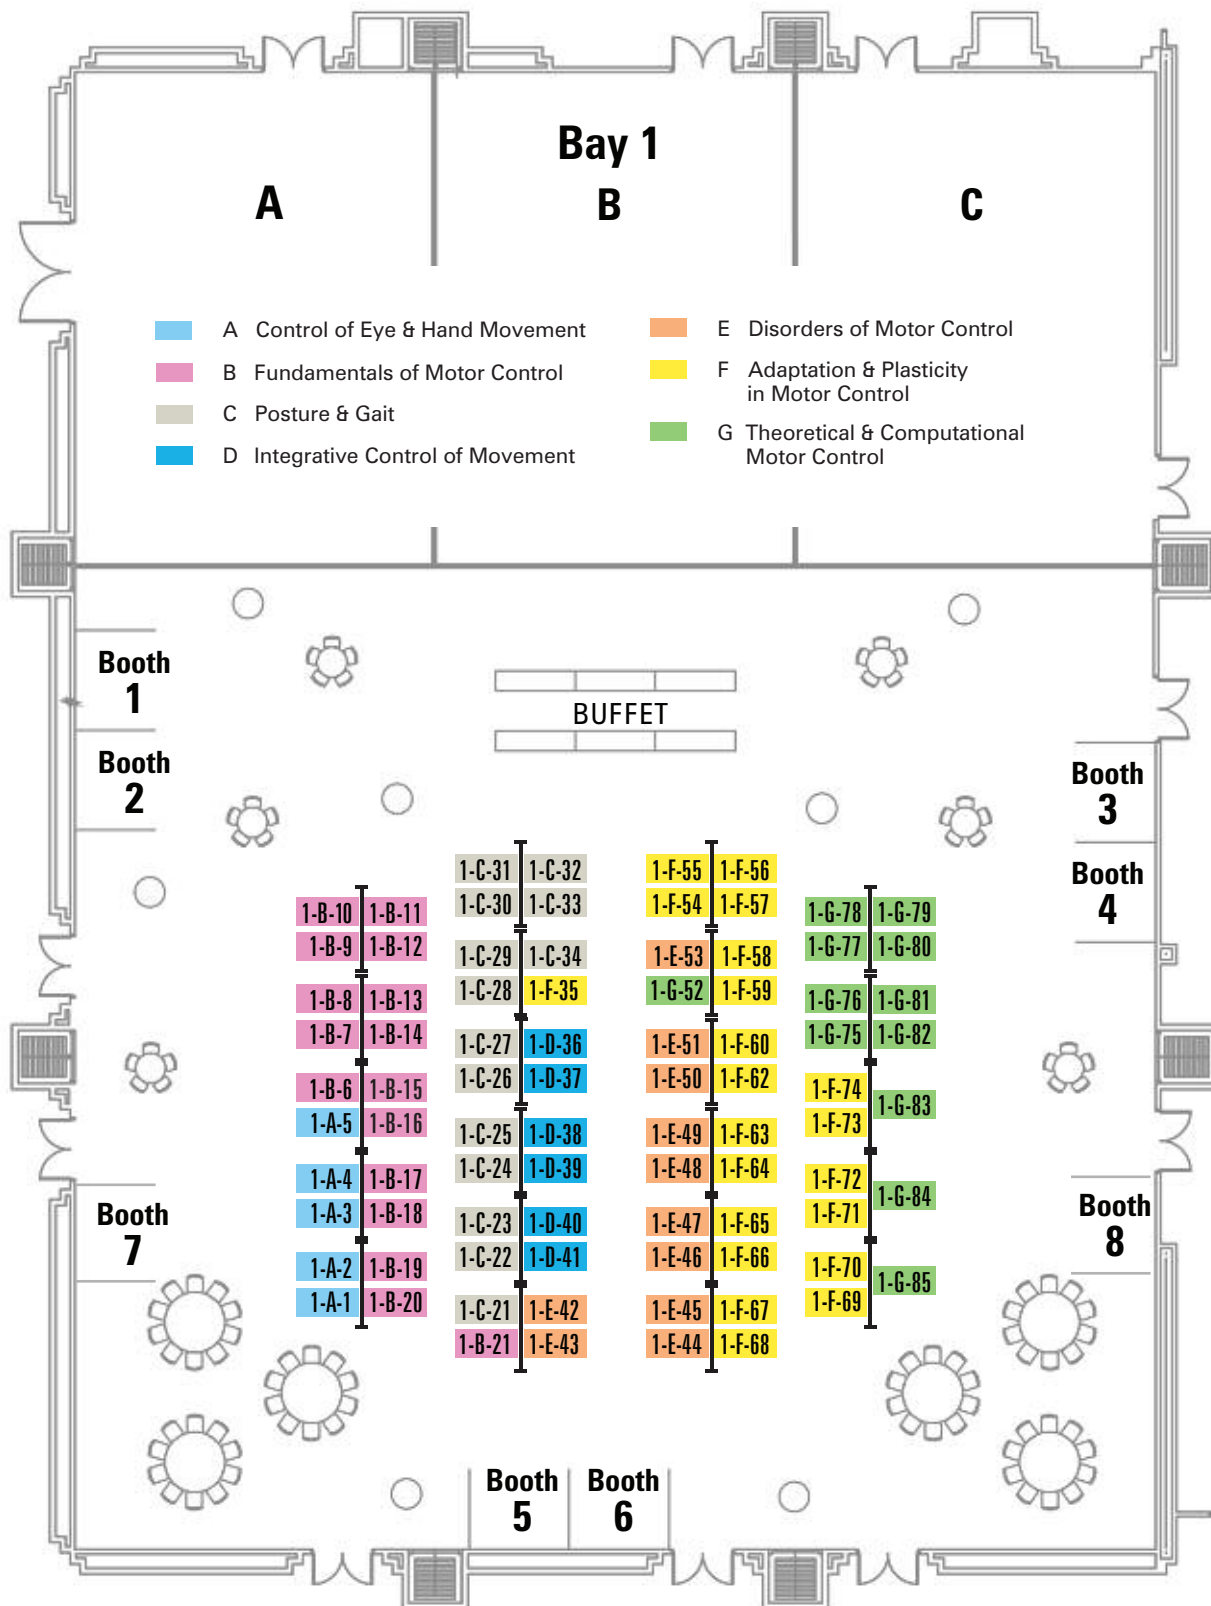 Bay 1
A
B
C
A Control of Eye & Hand Movement
B Fundamentals of Motor Control
C Posture & Gait
D Integrative Control of Movement
E Disorders of Motor Control
F Adaptation & Plasticity
in Motor Control
G Theoretical & Computational
Motor Control
Booth
1
Booth
2
BUFFET
Booth
3
Booth
4
1-B-10 1-B-11
1-B-9 1-B-12
1-B-8 1-B-13
1-B-7 1-B-14
1-B-6 1-B-15
1-A-5 1-B-16
1-A-4 1-B-17
1-A-3 1-B-18
1-A-2 1-B-19
1-A-1 1-B-20
1-C-31 1-C-32
1-C-30 1-C-33
1-C-29 1-C-34
1-C-28 1-F-35
1-C-27 1-D-36
1-C-26 1-D-37
1-C-25 1-D-38
1-C-24 1-D-39
1-C-23 1-D-40
1-C-22 1-D-41
1-C-21 1-E-42
1-B-21 1-E-43
1-F-55 1-F-56
1-F-54 1-F-57
1-E-53 1-F-58
1-G-52 1-F-59
1-E-51 1-F-60
1-E-50 1-F-62
1-E-49 1-F-63
1-E-48 1-F-64
1-E-47 1-F-65
1-E-46 1-F-66
1-E-45 1-F-67
1-E-44 1-F-68
1-G-78 1-G-79
1-G-77 1-G-80
1-G-76 1-G-81
1-G-75 1-G-82
1-F-74
1-G-83
1-F-73
1-F-72
1-G-84
1-F-71
1-F-70
1-G-85
1-F-69
Booth
7
Booth
8
Booth
5
Booth
6